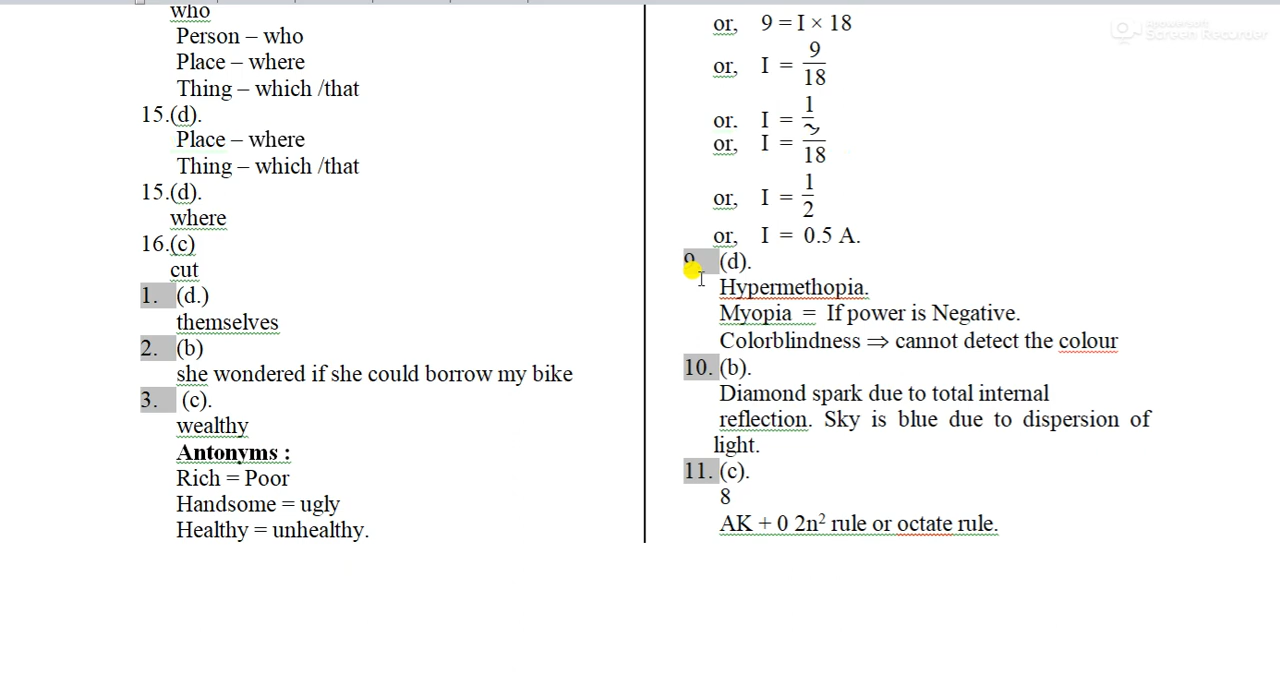 who
Person – who
Place – where
Thing – which /that
15.(d).
Place – where
Thing – which /that
15.(d).
where
16.(c)
cut
1. (d.)
themselves
2. (b)
she wondered if she could borrow my bike
3. (c).
wealthy
Antonyms :
Rich = Poor
Handsome = ugly
Healthy = unhealthy.
or, 9 = I × 18
or, I = 9/18
or. I = 1/
or, I = /18
or, I = 1/2
or, I = 0.5 A.
9. (d).
Hypermethopia.
Myopia = If power is Negative.
Colorblindness ⇒ cannot detect the colour
10. (b).
Diamond spark due to total internal
reflection. Sky is blue due to dispersion of
light.
11. (c).
8
AK + 0 2n² rule or octate rule.
Screen Recorder